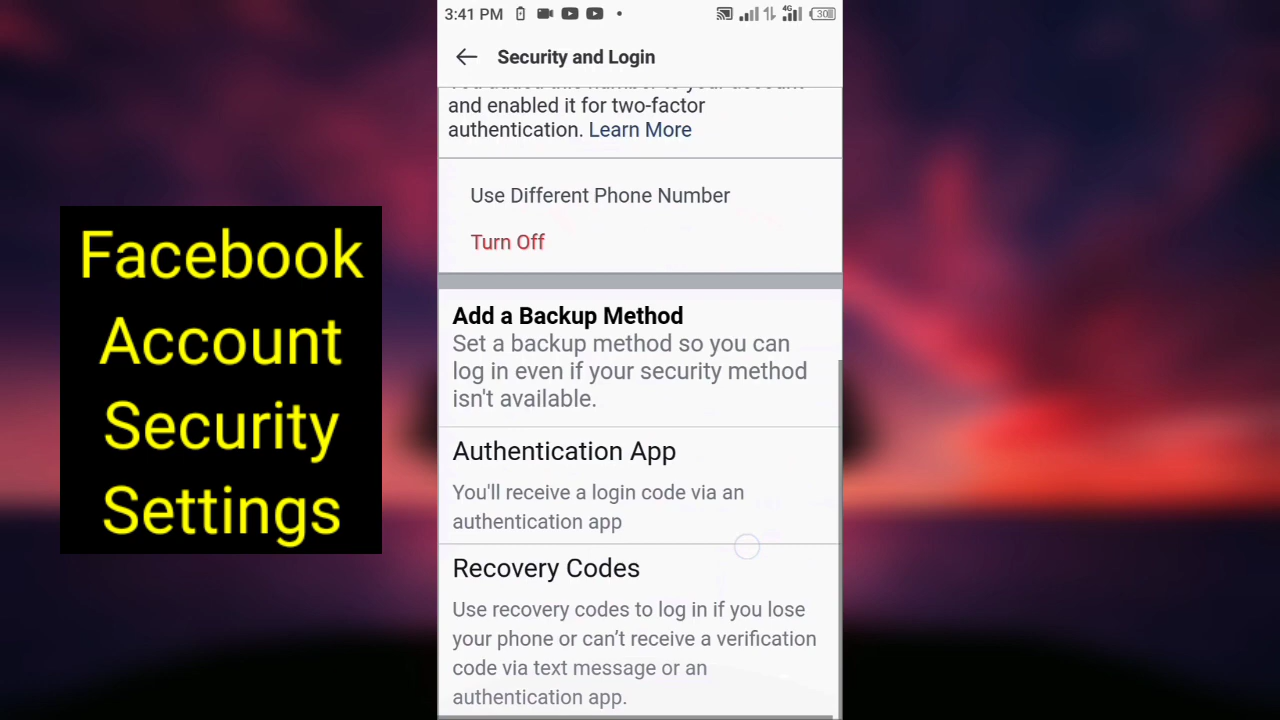 3:41 PM
4G
30
Security and Login
and enabled it for two-factor
authentication. Learn More
Use Different Phone Number
Turn Off
Add a Backup Method
Set a backup method so you can
log in even if your security method
isn't available.
Authentication App
You'll receive a login code via an
authentication app
Recovery Codes
Use recovery codes to log in if you lose
your phone or can’t receive a verification
code via text message or an
authentication app.
Facebook
Account
Security
Settings